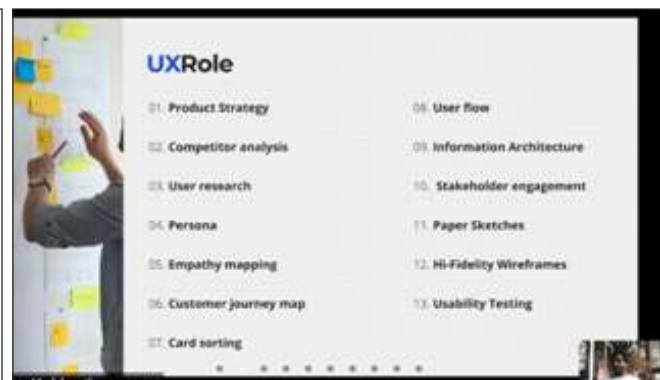 UXRole
01. Product Strategy
02. Competitor analysis
03. User research
04. Persona
05. Empathy mapping
06. Customer journey map
07. Card sorting
08. User flow
09. Information Architecture
10. Stakeholder engagement
11. Paper Sketches
12. Hi-Fidelity Wireframes
13. Usability Testing